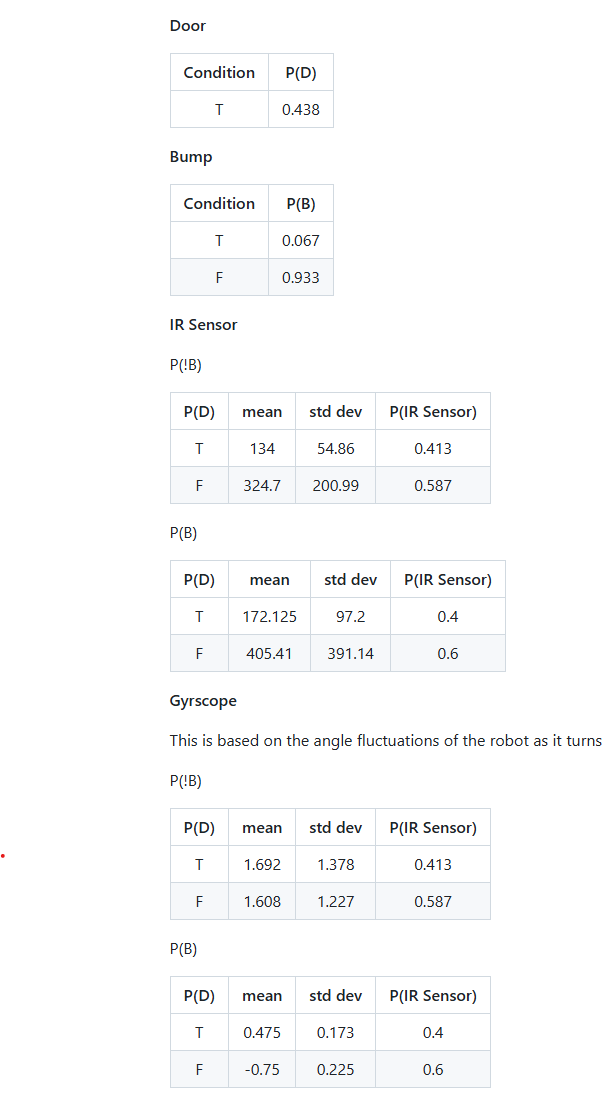 Door
Condition P(D)
T 0.438
Bump
Condition P(B)
T 0.067
F 0.933
IR Sensor
P(!B)
P(D) mean std dev P(IR Sensor)
T 134 54.86 0.413
F 324.7 200.99 0.587
P(B)
P(D) mean std dev P(IR Sensor)
T 172.125 97.2 0.4
F 405.41 391.14 0.6
Gyrscope
This is based on the angle fluctuations of the robot as it turns
P(!B)
P(D) mean std dev P(IR Sensor)
T 1.692 1.378 0.413
F 1.608 1.227 0.587
P(B)
P(D) mean std dev P(IR Sensor)
T 0.475 0.173 0.4
F -0.75 0.225 0.6